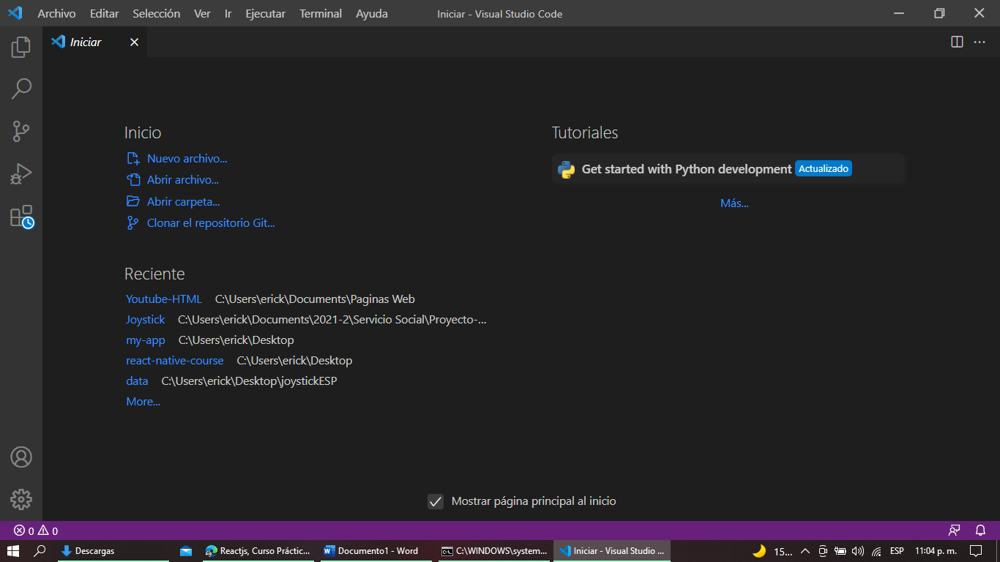 Archivo Editar Selección Ver Ir Ejecutar Terminal Ayuda Iniciar - Visual Studio Code
Iniciar
Inicio
Nuevo archivo...
Abrir archivo...
Abrir carpeta...
Clonar el repositorio Git...
Tutoriales
Get started with Python development Actualizado
Más...
Reciente
Youtube-HTML C:\Users\erick\Documents\Paginas Web
Joystick C:\Users\erick\Documents\2021-2\Servicio Social\Proyecto-...
my-app C:\Users\erick\Desktop
react-native-course C:\Users\erick\Desktop
data C:\Users\erick\Desktop\joystickESP
More...
Mostrar página principal al inicio
0 0
Descargas Reactjs, Curso Práctic... Documento1 - Word C:\WINDOWS\system... Iniciar - Visual Studio ... 15... ESP 11:04 p. m.